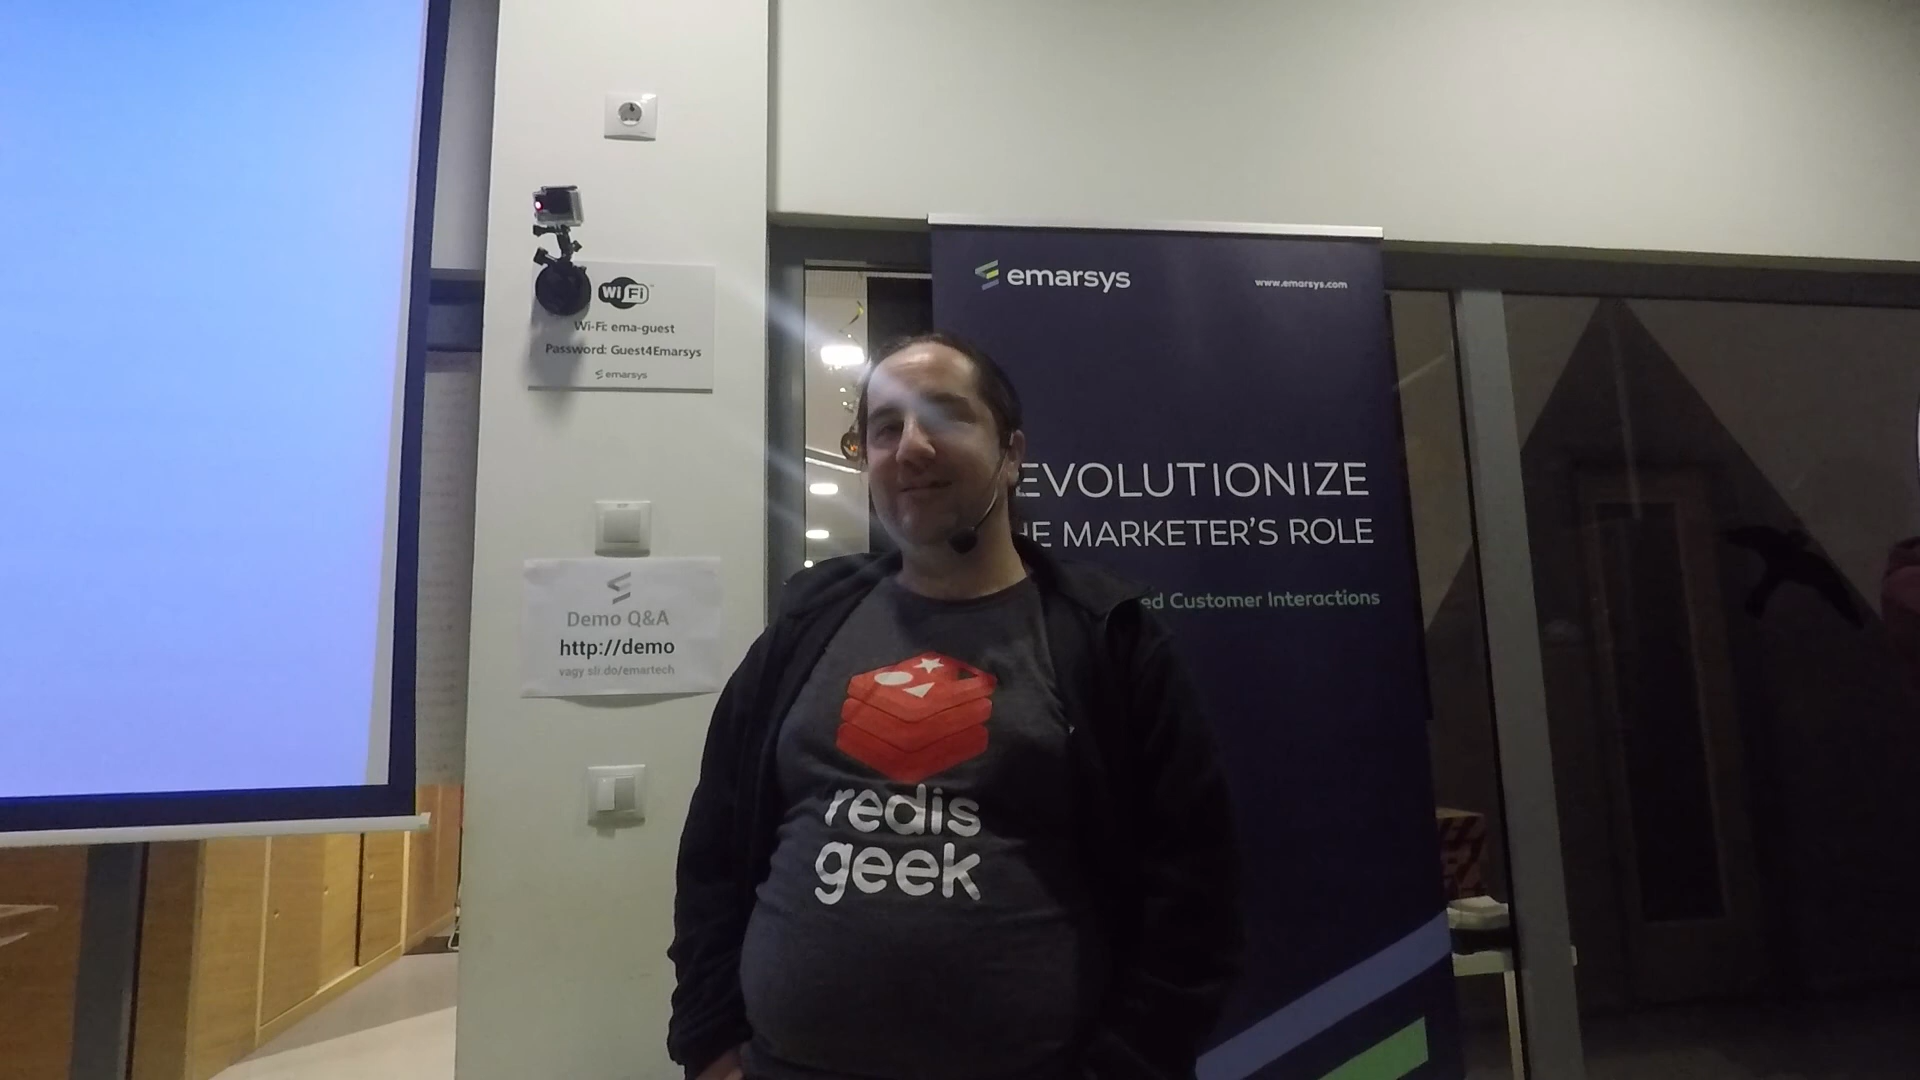 WiFi
Wi-Fi: ema-guest
Password: Guest4Emarsys
emarsys
Demo Q&A
http://demo
vagy sli.do/emartech
emarsys
www.emarsys.com
EVOLUTIONIZE
HE MARKETER'S ROLE
ed Customer Interactions
redis
geek